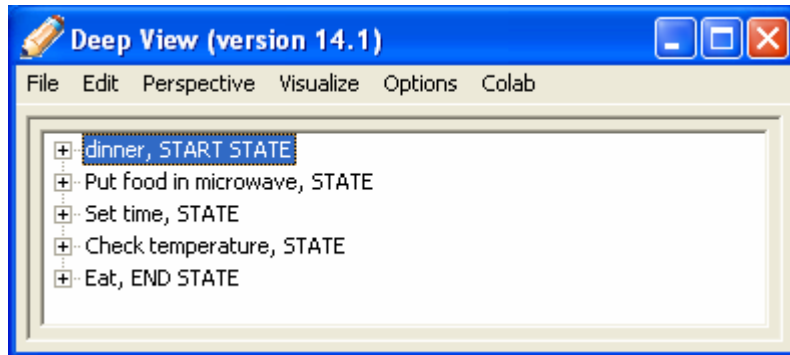 Deep View (version 14.1)
File Edit Perspective Visualize Options Colab
dinner, START STATE
Put food in microwave, STATE
Set time, STATE
Check temperature, STATE
Eat, END STATE